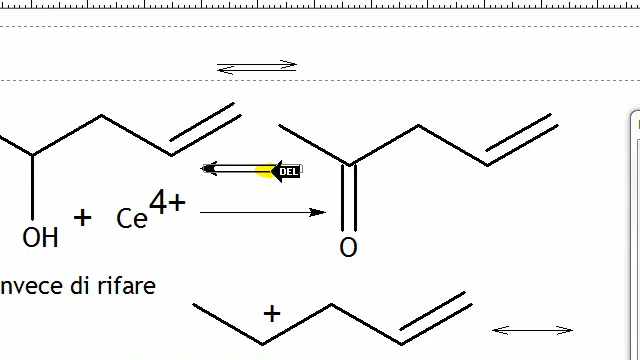 DEL
OH + Ce4+
O
nvece di rifare
+